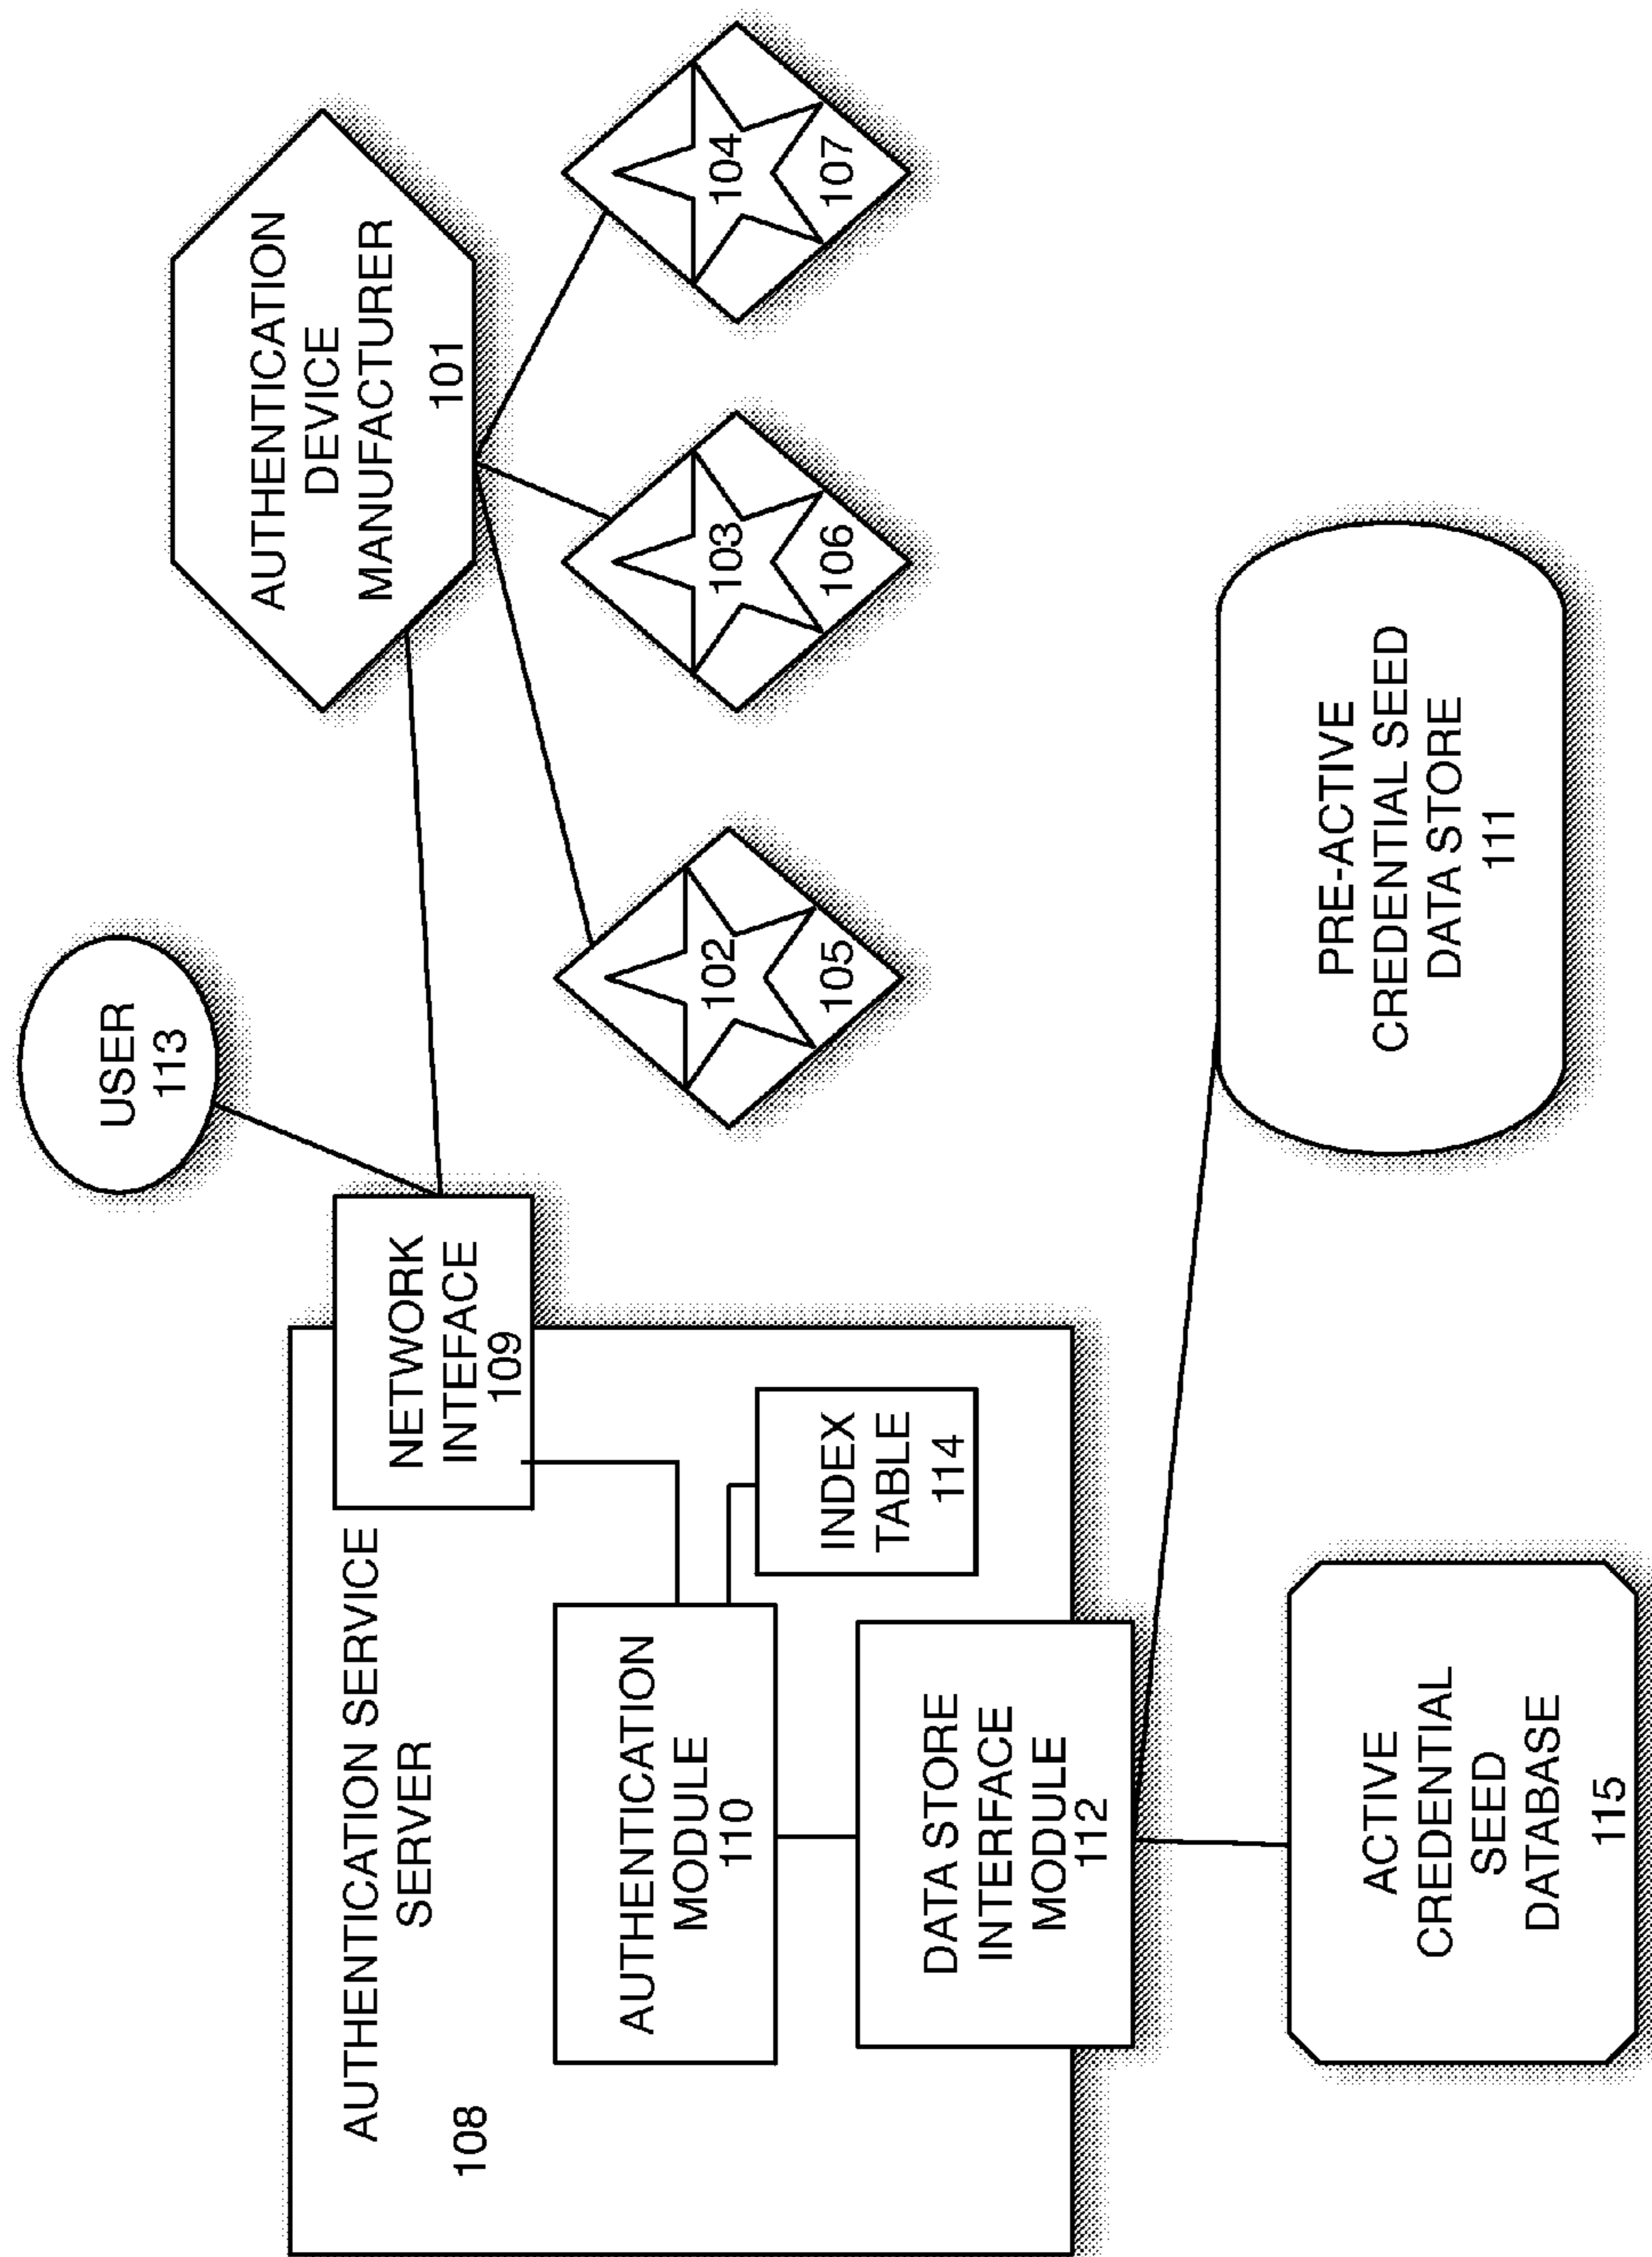 USER
113
AUTHENTICATION
DEVICE
MANUFACTURER
101
AUTHENTICATION SERVICE
SERVER
108
NETWORK
INTEFACE
109
102
105
103
106
104
107
AUTHENTICATION
MODULE
110
INDEX
TABLE
114
DATA STORE
INTERFACE
MODULE
112
ACTIVE
CREDENTIAL
SEED
DATABASE
115
PRE-ACTIVE
CREDENTIAL SEED
DATA STORE
111